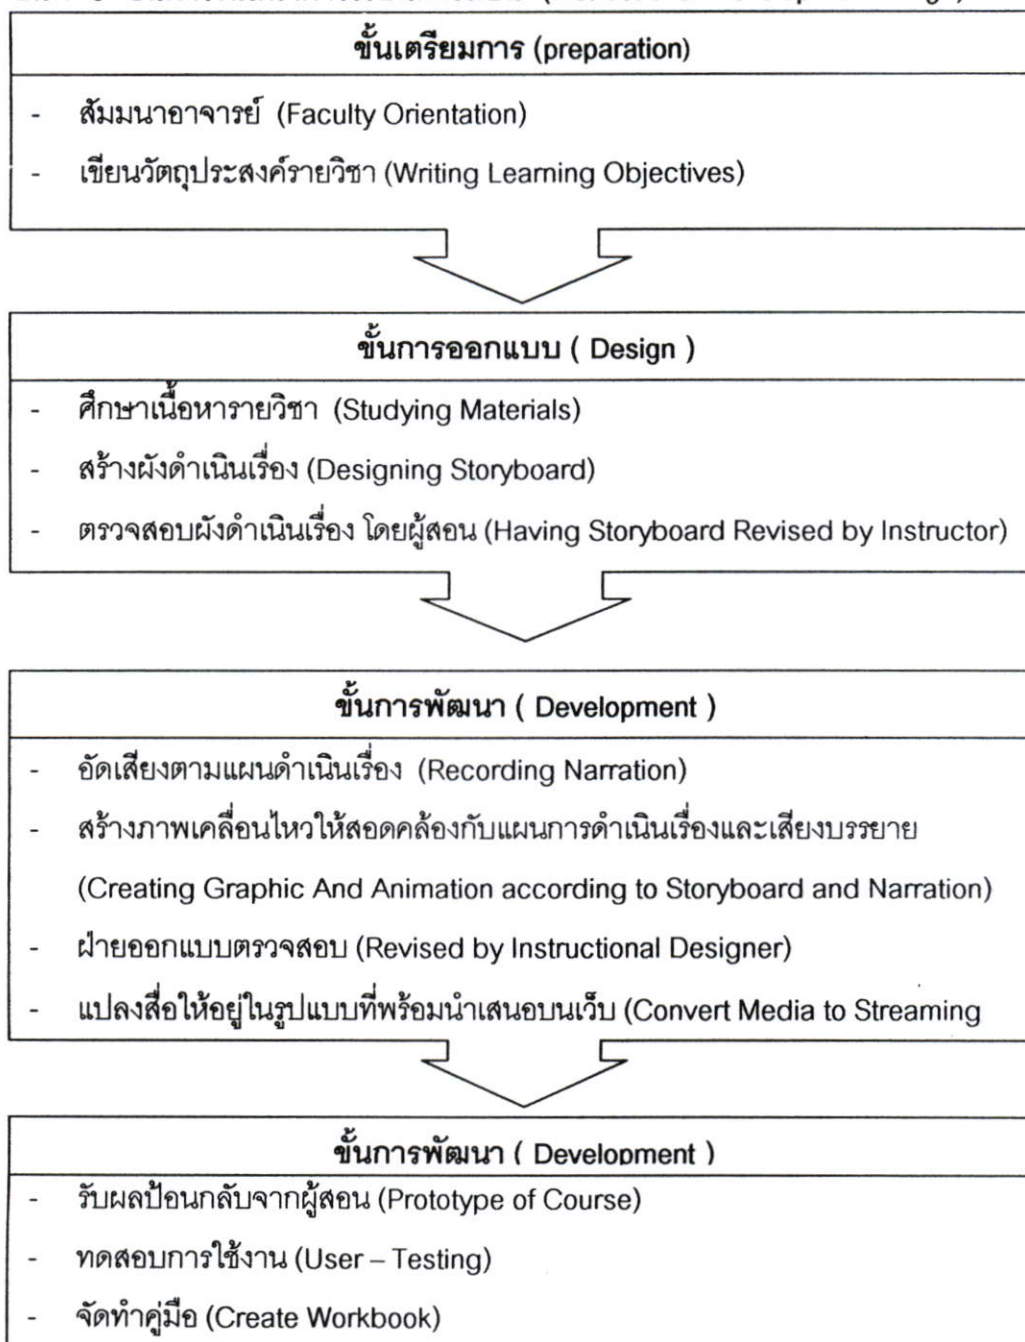 ขั้นเตรียมการ (preparation)
- สัมมนาอาจารย์ (Faculty Orientation)
- เขียนวัตถุประสงค์รายวิชา (Writing Learning Objectives)
ขั้นการออกแบบ ( Design )
- ศึกษาเนื้อหารายวิชา (Studying Materials)
- สร้างผังดำเนินเรื่อง (Designing Storyboard)
- ตรวจสอบผังดำเนินเรื่อง โดยผู้สอน (Having Storyboard Revised by Instructor)
ขั้นการพัฒนา ( Development )
- อัดเสียงตามแผนดำเนินเรื่อง (Recording Narration)
- สร้างภาพเคลื่อนไหวให้สอดคล้องกับแผนการดำเนินเรื่องและเสียงบรรยาย
(Creating Graphic And Animation according to Storyboard and Narration)
- ฝ่ายออกแบบตรวจสอบ (Revised by Instructional Designer)
- แปลงสื่อให้อยู่ในรูปแบบที่พร้อมนำเสนอบนเว็บ (Convert Media to Streaming
ขั้นการพัฒนา ( Development )
- รับผลป้อนกลับจากผู้สอน (Prototype of Course)
- ทดสอบการใช้งาน (User – Testing)
- จัดทำคู่มือ (Create Workbook)